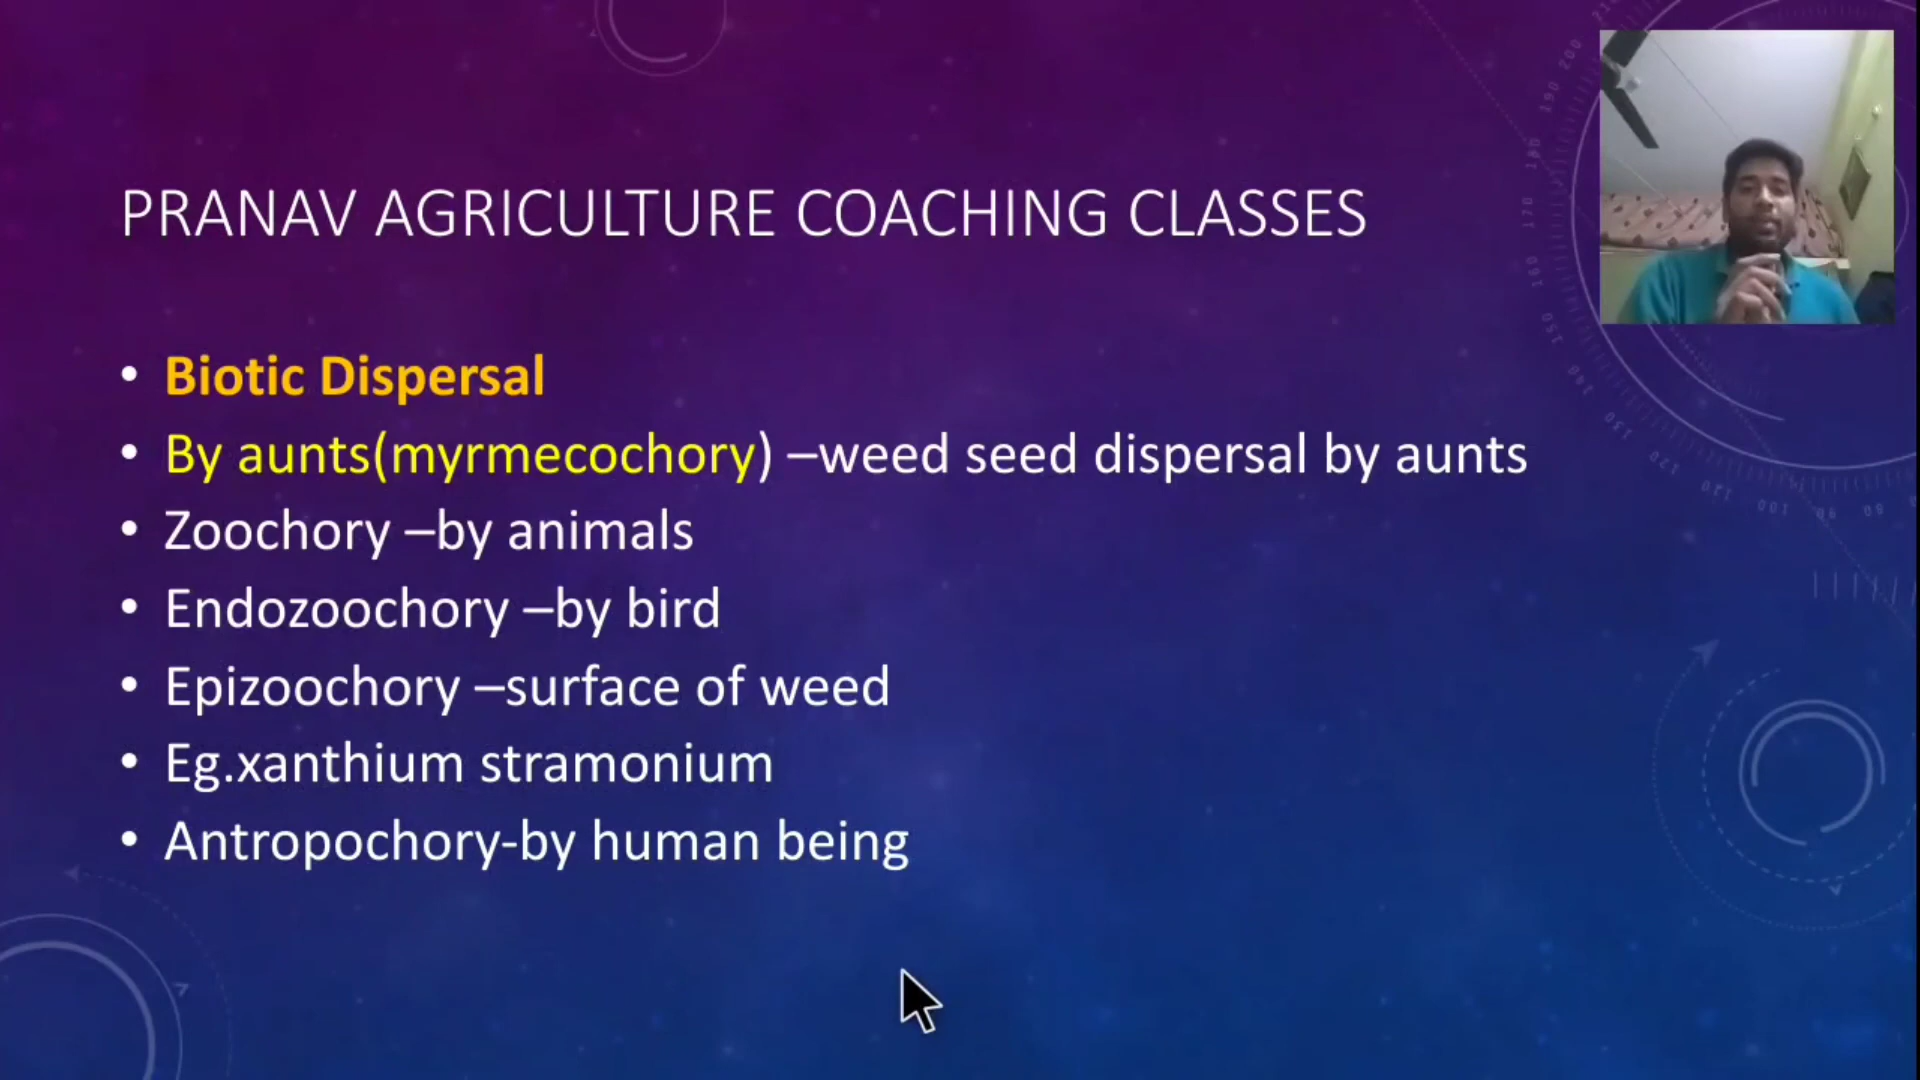 PRANAV AGRICULTURE COACHING CLASSES
• Biotic Dispersal
• By aunts(myrmecochory) –weed seed dispersal by aunts
• Zoochory –by animals
• Endozoochory –by bird
• Epizoochory –surface of weed
• Eg.xanthium stramonium
• Antropochory-by human being